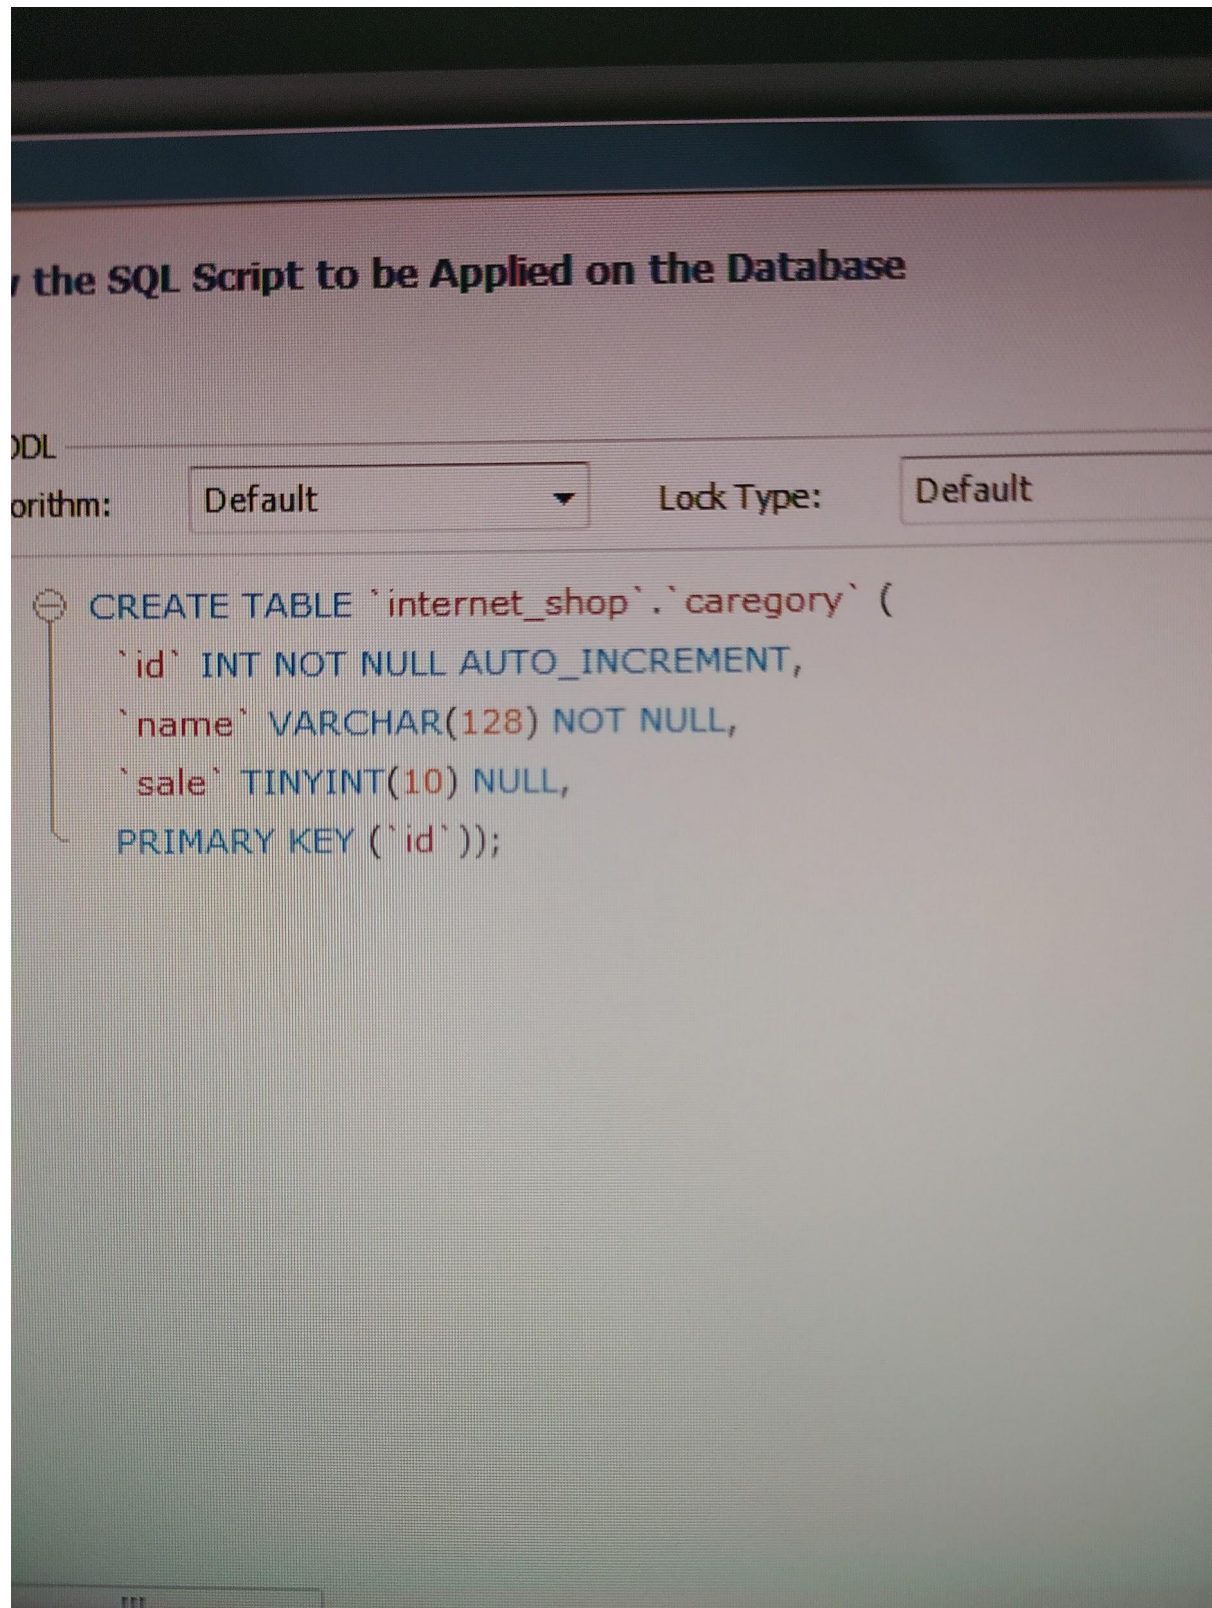 the SQL Script to be Applied on the Database
DDL
orithm: Default Lock Type: Default
CREATE TABLE `internet_shop`.`caregory` (
`id` INT NOT NULL AUTO_INCREMENT,
`name` VARCHAR(128) NOT NULL,
`sale` TINYINT(10) NULL,
PRIMARY KEY (`id`));